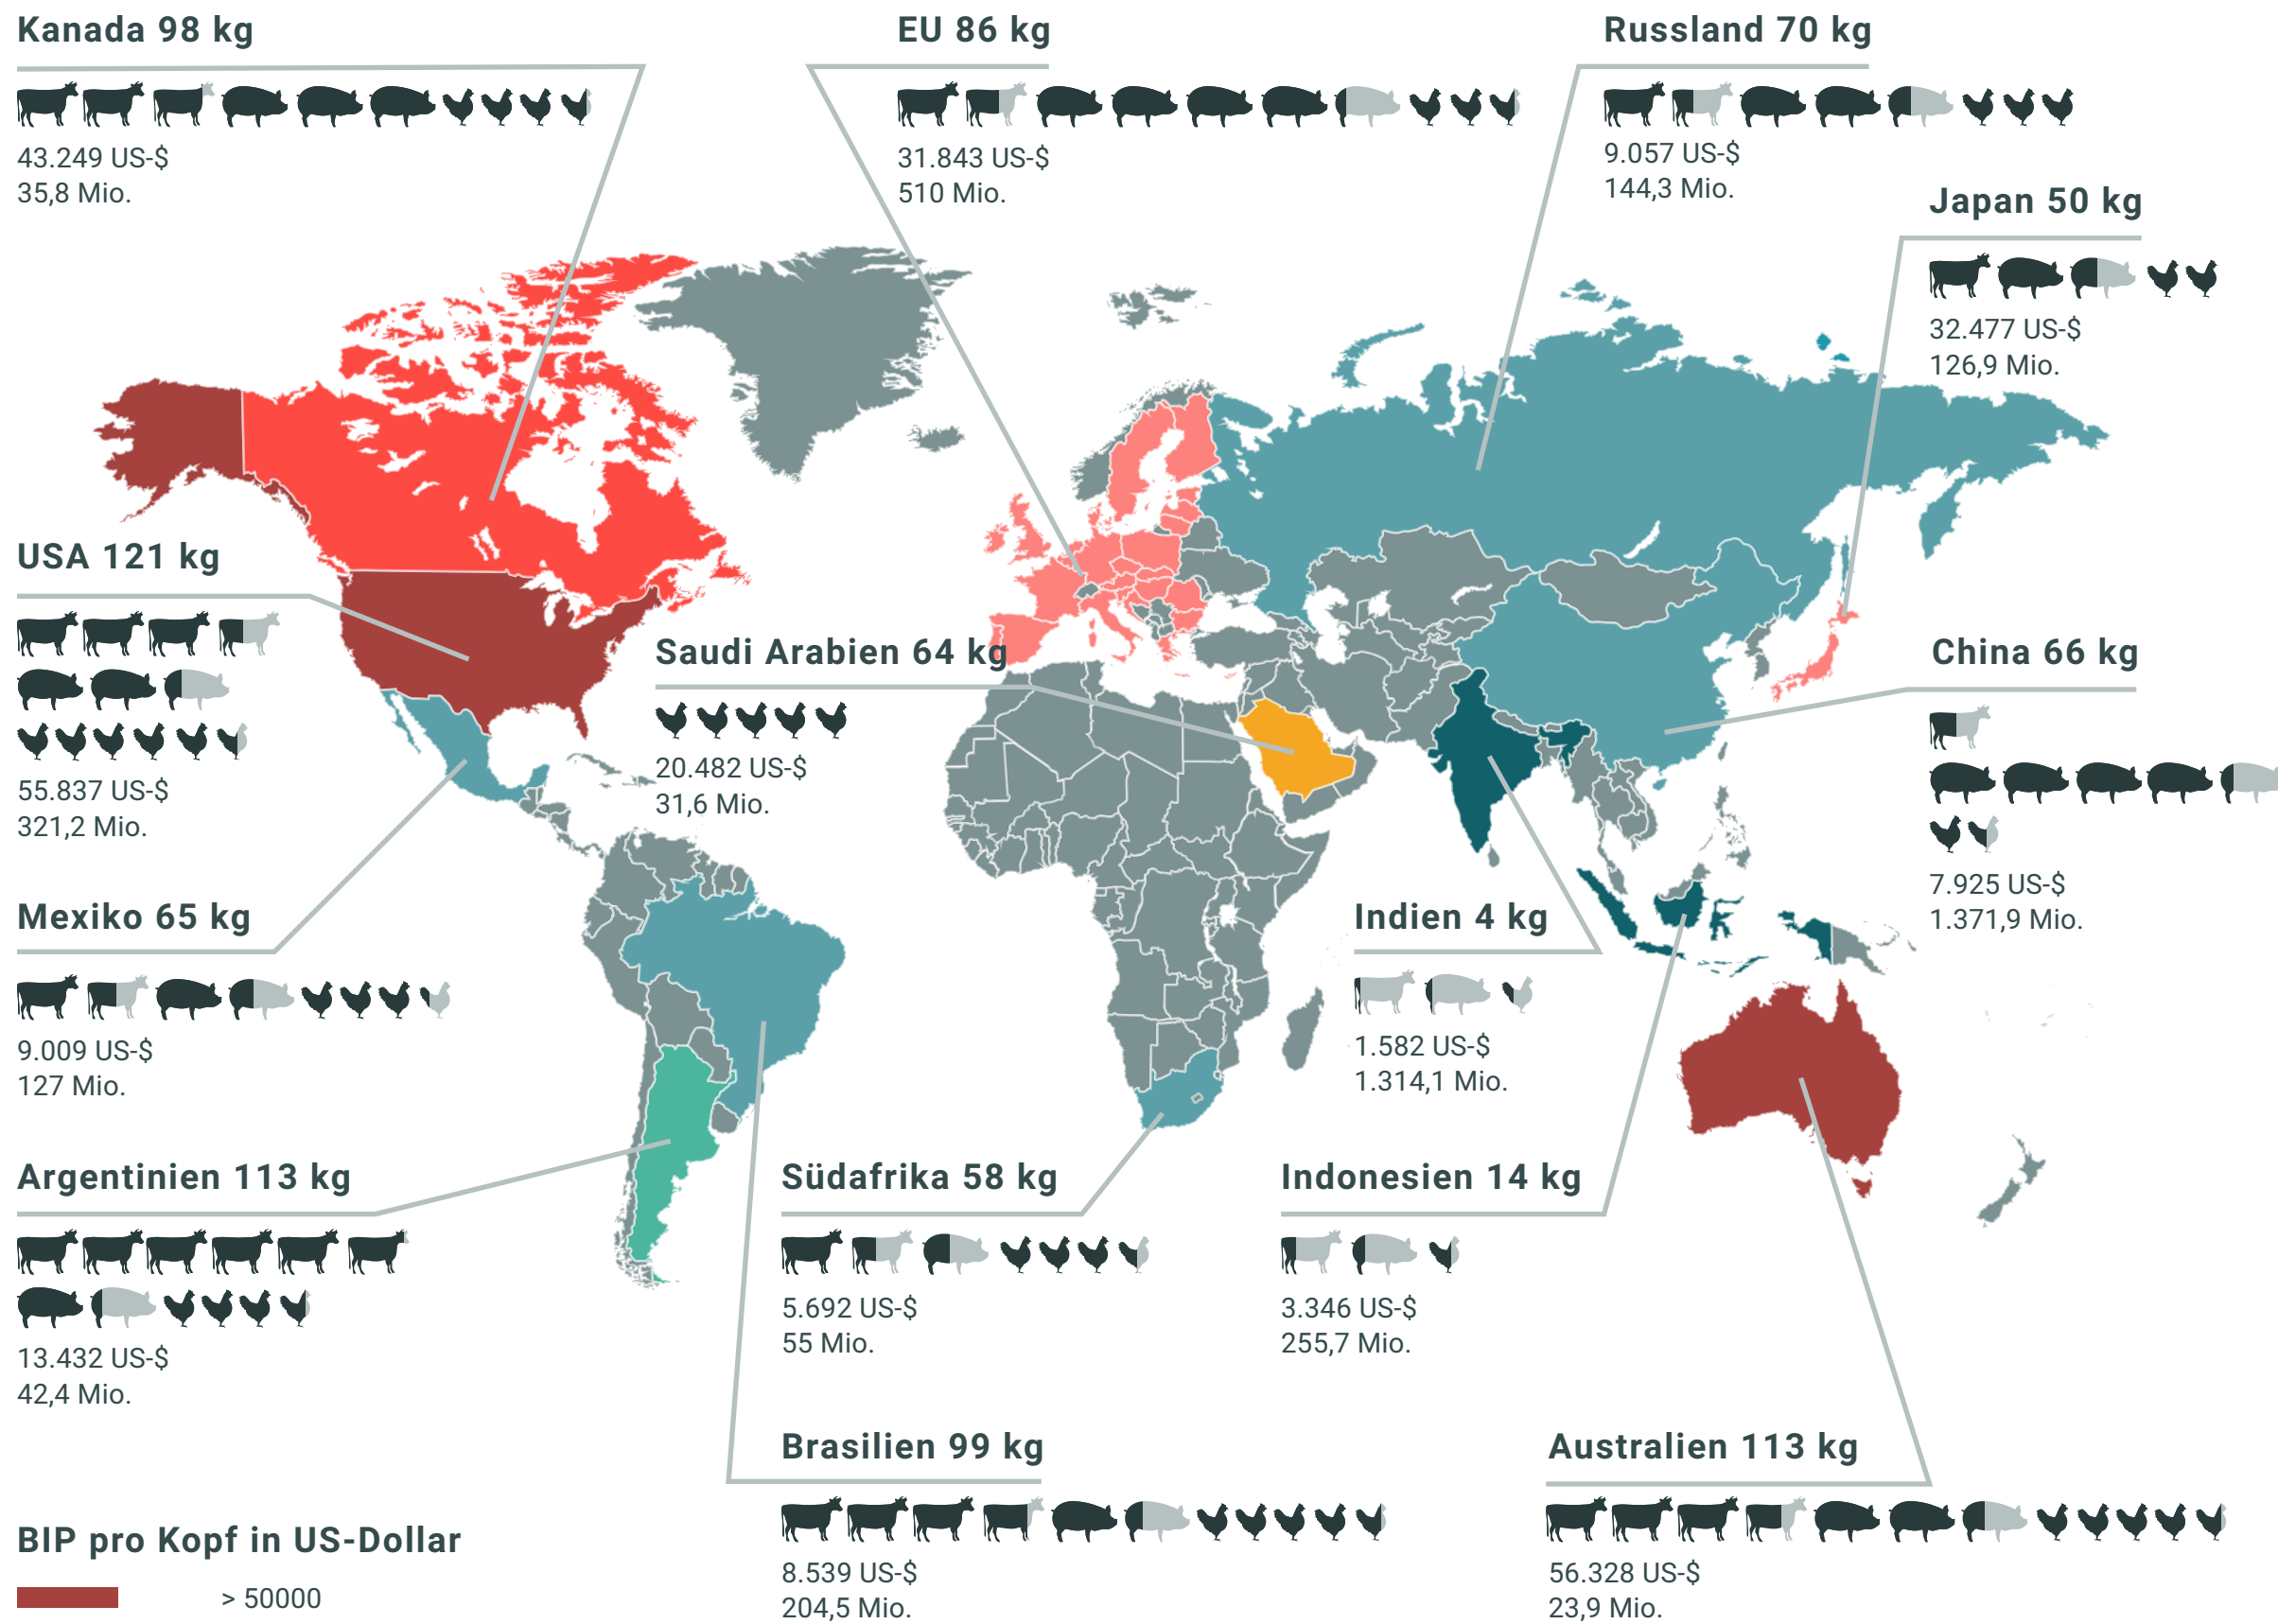 Kanada 98 kg
43.249 US-$
35,8 Mio.
EU 86 kg
31.843 US-$
510 Mio.
Russland 70 kg
9.057 US-$
144,3 Mio.
Japan 50 kg
32.477 US-$
126,9 Mio.
USA 121 kg
55.837 US-$
321,2 Mio.
Saudi Arabien 64 kg
20.482 US-$
31,6 Mio.
China 66 kg
7.925 US-$
1.371,9 Mio.
Mexiko 65 kg
9.009 US-$
127 Mio.
Indien 4 kg
1.582 US-$
1.314,1 Mio.
Argentinien 113 kg
13.432 US-$
42,4 Mio.
Südafrika 58 kg
5.692 US-$
55 Mio.
Indonesien 14 kg
3.346 US-$
255,7 Mio.
Brasilien 99 kg
8.539 US-$
204,5 Mio.
Australien 113 kg
56.328 US-$
23,9 Mio.
BIP pro Kopf in US-Dollar
> 50000